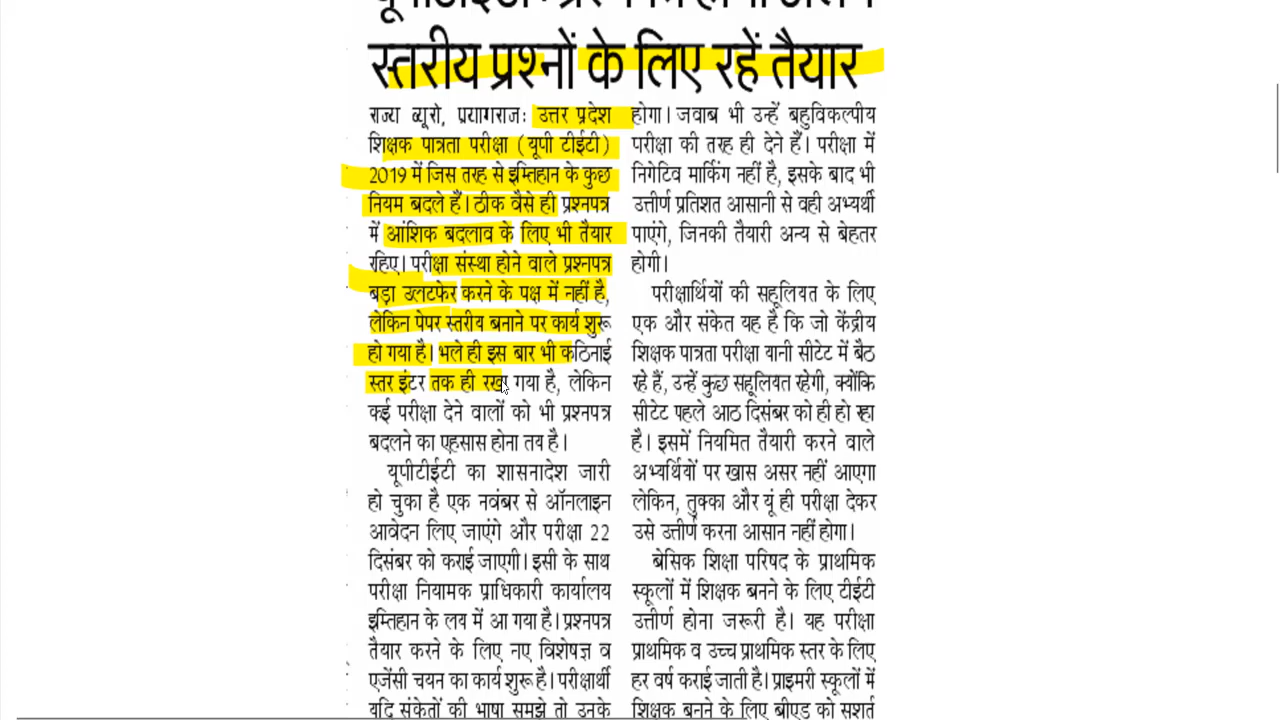 स्तरीय प्रश्नों के लिए रहें तैयार
राज्य ब्यूरो, प्रयागराज: उत्तर प्रदेश
शिक्षक पात्रता परीक्षा (यूपी टीईटी)
2019 में जिस तरह से इम्तिहान के कुछ
नियम बदले हैं। ठीक वैसे ही प्रश्नपत्र
में आंशिक बदलाव के लिए भी तैयार
रहिए। परीक्षा संस्था होने वाले प्रश्नपत्र
बड़ा उलटफेर करने के पक्ष में नहीं है,
लेकिन पेपर स्तरीय बनाने पर कार्य शुरू
हो गया है। भले ही इस बार भी कठिनाई
स्तर इंटर तक ही रखा गया है, लेकिन
कई परीक्षा देने वालों को भी प्रश्नपत्र
बदलने का एहसास होना तय है।
यूपीटीईटी का शासनादेश जारी
हो चुका है एक नवंबर से ऑनलाइन
आवेदन लिए जाएंगे और परीक्षा 22
दिसंबर को कराई जाएगी। इसी के साथ
परीक्षा नियामक प्राधिकारी कार्यालय
इम्तिहान के लय में आ गया है। प्रश्नपत्र
तैयार करने के लिए नए विशेषज्ञ व
एजेंसी चयन का कार्य शुरू है। परीक्षार्थी
यदि संकेतों की भाषा समझे तो उनके
होगा। जवाब भी उन्हें बहुविकल्पीय
परीक्षा की तरह ही देने हैं। परीक्षा में
निगेटिव मार्किंग नहीं है, इसके बाद भी
उत्तीर्ण प्रतिशत आसानी से वही अभ्यर्थी
पाएंगे, जिनकी तैयारी अन्य से बेहतर
होगी।
परीक्षार्थियों की सहूलियत के लिए
एक और संकेत यह है कि जो केंद्रीय
शिक्षक पात्रता परीक्षा यानी सीटेट में बैठ
रहे हैं, उन्हें कुछ सहूलियत रहेगी, क्योंकि
सीटेट पहले आठ दिसंबर को ही हो रहा
है। इसमें नियमित तैयारी करने वाले
अभ्यर्थियों पर खास असर नहीं आएगा
लेकिन, तुक्का और यूं ही परीक्षा देकर
उसे उत्तीर्ण करना आसान नहीं होगा।
बेसिक शिक्षा परिषद के प्राथमिक
स्कूलों में शिक्षक बनने के लिए टीईटी
उत्तीर्ण होना जरूरी है। यह परीक्षा
प्राथमिक व उच्च प्राथमिक स्तर के लिए
हर वर्ष कराई जाती है। प्राइमरी स्कूलों में
शिक्षक बनने के लिए बीएड को सशर्त